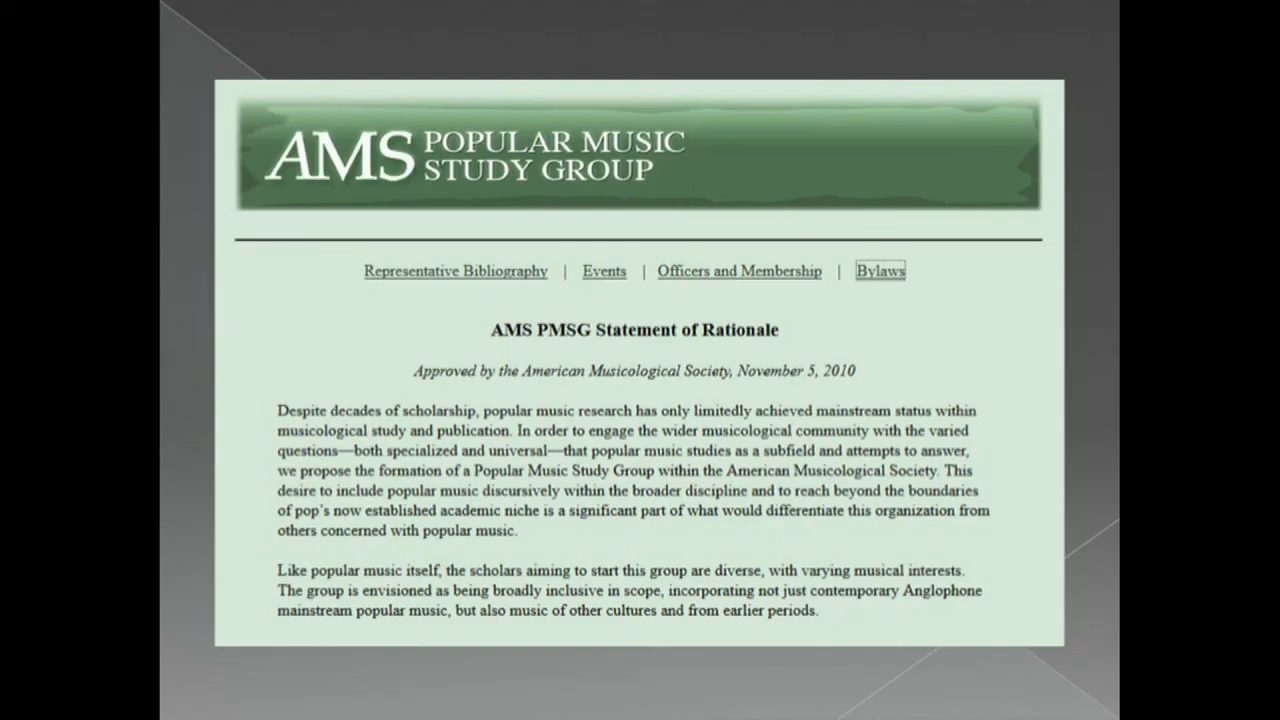 AMS POPULAR MUSIC
STUDY GROUP
Representative Bibliography | Events | Officers and Membership | Bylaws
AMS PMSG Statement of Rationale
Approved by the American Musicological Society, November 5, 2010
Despite decades of scholarship, popular music research has only limitedly achieved mainstream status within
musicological study and publication. In order to engage the wider musicological community with the varied
questions—both specialized and universal—that popular music studies as a subfield and attempts to answer,
we propose the formation of a Popular Music Study Group within the American Musicological Society. This
desire to include popular music discursively within the broader discipline and to reach beyond the boundaries
of pop's now established academic niche is a significant part of what would differentiate this organization from
others concerned with popular music.
Like popular music itself, the scholars aiming to start this group are diverse, with varying musical interests.
The group is envisioned as being broadly inclusive in scope, incorporating not just contemporary Anglophone
mainstream popular music, but also music of other cultures and from earlier periods.